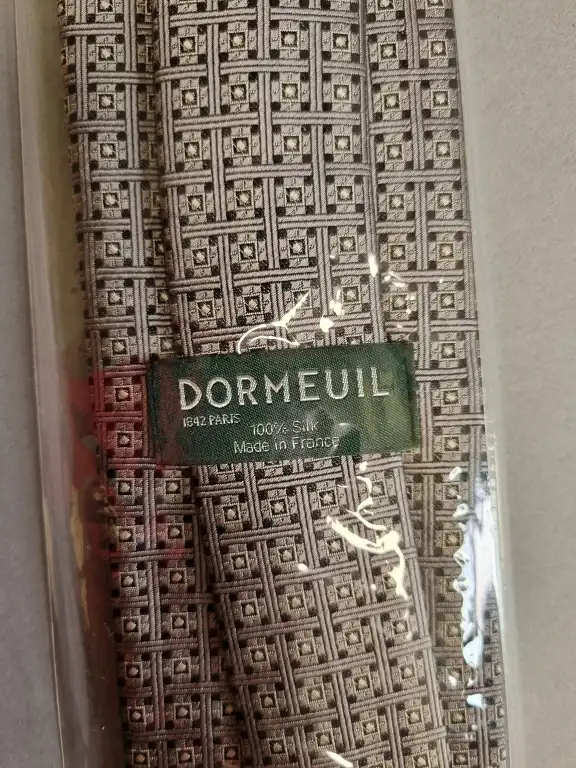 DORMEUIL
1842 PARIS
100% Silk
Made in France